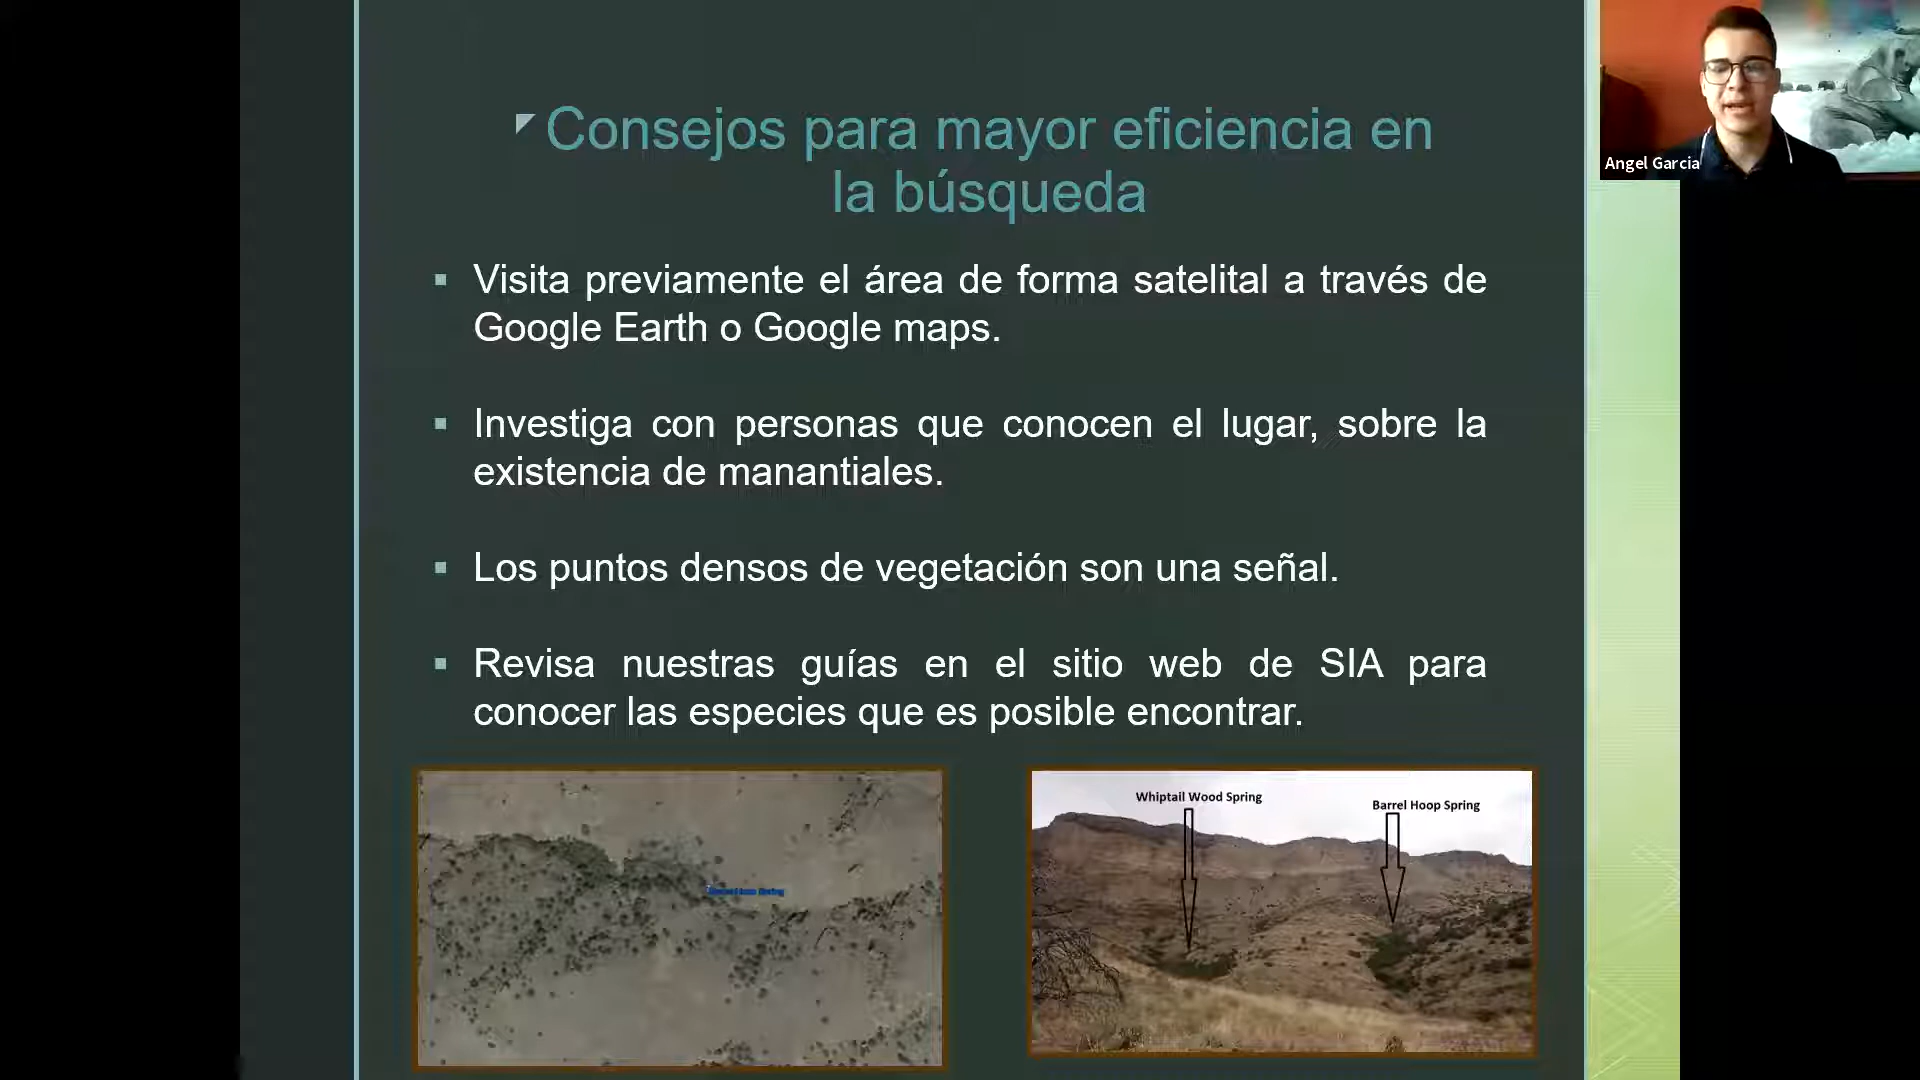 Consejos para mayor eficiencia en
la búsqueda
Angel Garcia
Visita previamente el área de forma satelital a través de
Google Earth o Google maps.
Investiga con personas que conocen el lugar, sobre la
existencia de manantiales.
Los puntos densos de vegetación son una señal.
Revisa nuestras guías en el sitio web de SIA para
conocer las especies que es posible encontrar.
Whiptail Wood Spring
Barrel Hoop Spring
Spring